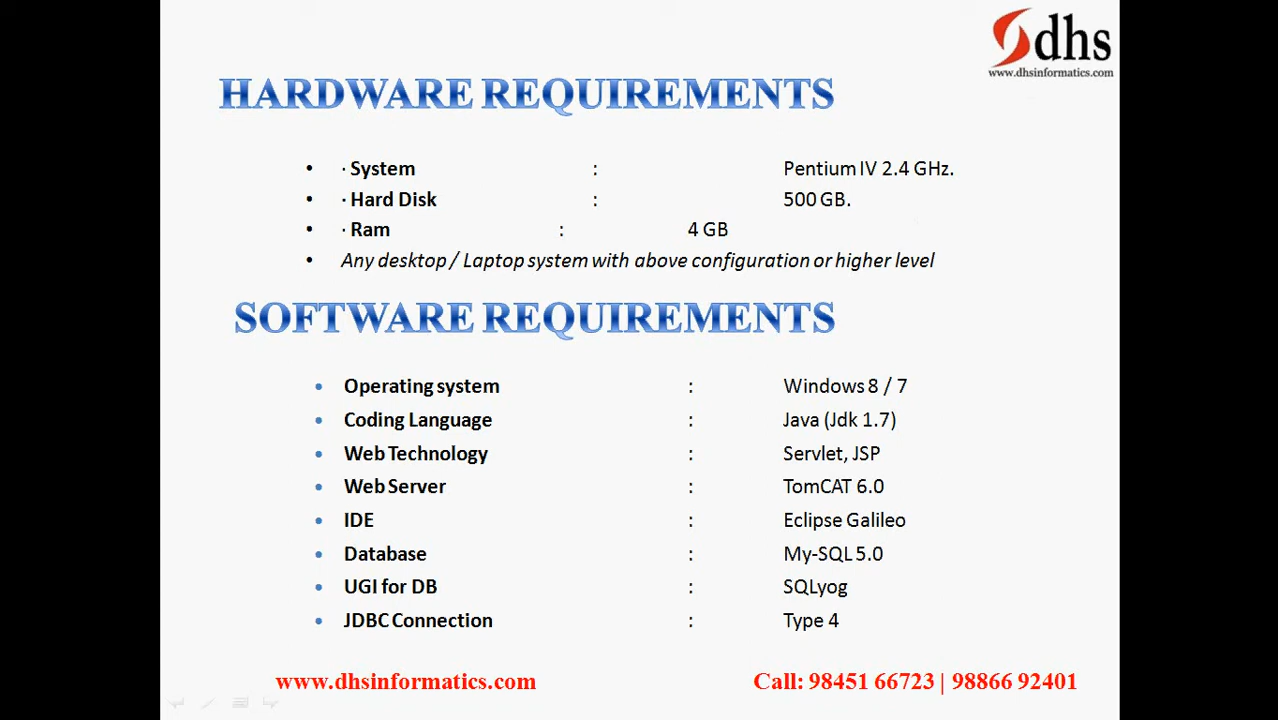 dhs
www.dhsinformatics.com
HARDWARE REQUIREMENTS
• · System : Pentium IV 2.4 GHz.
• · Hard Disk : 500 GB.
• · Ram : 4 GB
• Any desktop / Laptop system with above configuration or higher level
SOFTWARE REQUIREMENTS
• Operating system : Windows 8 / 7
• Coding Language : Java (Jdk 1.7)
• Web Technology : Servlet, JSP
• Web Server : TomCAT 6.0
• IDE : Eclipse Galileo
• Database : My-SQL 5.0
• UGI for DB : SQLyog
• JDBC Connection : Type 4
www.dhsinformatics.com Call: 98451 66723 | 98866 92401